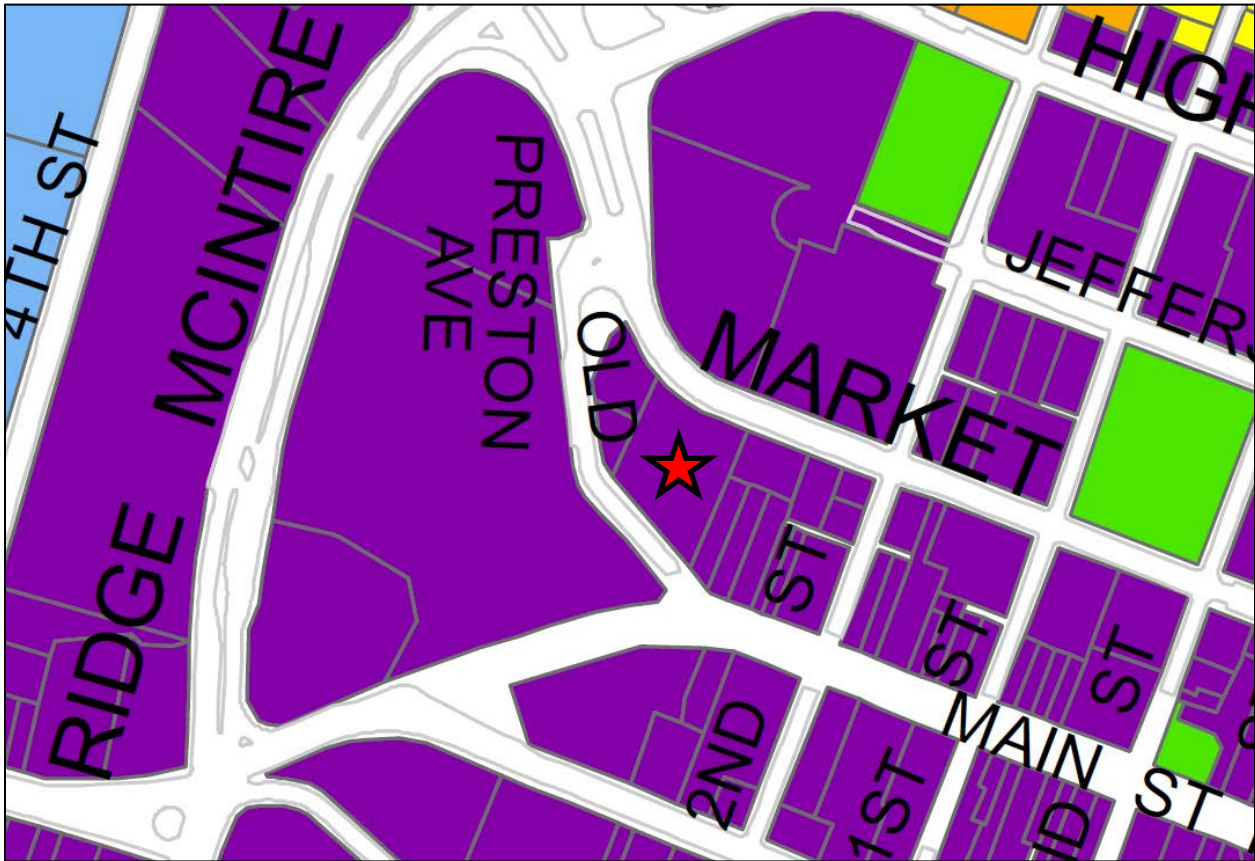 HIGH
4TH ST
MCINTIRE
PRESTON
AVE
JEFFERS
OLD
MARKET
ST
ST
ST
RIDGE
MAIN ST
2ND
1ST